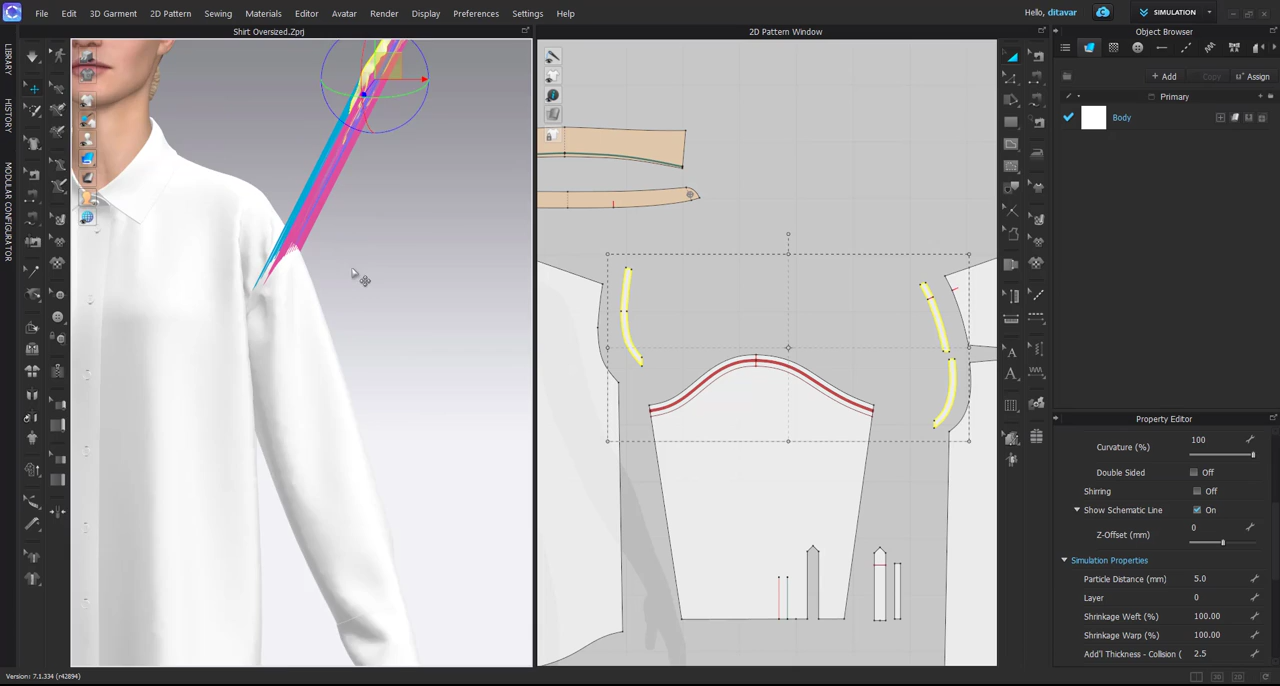 File Edit 3D Garment 2D Pattern Sewing Materials Editor Avatar Render Display Preferences Settings Help
Hello, ditavar
SIMULATION
Shirt Oversized.Zprj
2D Pattern Window
Object Browser
LIBRARY
HISTORY
MODULAR CONFIGURATOR
Add Copy Assign
Primary
Body
Property Editor
Curvature (%) 100
Double Sided Off
Shirring Off
Show Schematic Line On
Z-Offset (mm) 0
Simulation Properties
Particle Distance (mm) 5.0
Layer 0
Shrinkage Weft (%) 100.00
Shrinkage Warp (%) 100.00
Add'l Thickness - Collision ( 2.5
Version: 7.1.334 (r42894)
3D
2D